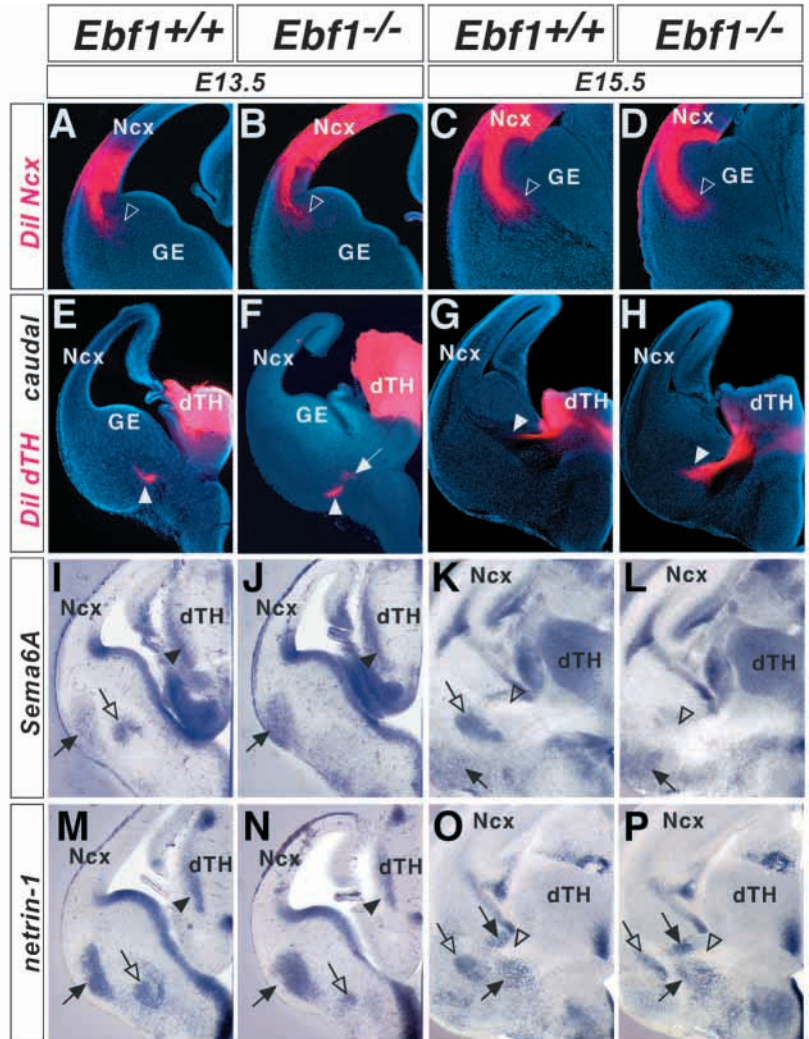 Ebf1+/+ Ebf1-/- Ebf1+/+ Ebf1-/-
E13.5 E15.5
DiI Ncx
A Ncx GE
B Ncx GE
C Ncx GE
D Ncx GE
DiI dTH caudal
E Ncx GE dTH
F Ncx GE dTH
G Ncx dTH
H Ncx dTH
Sema6A
I Ncx dTH
J Ncx dTH
K Ncx dTH
L Ncx dTH
netrin-1
M Ncx dTH
N Ncx dTH
O Ncx dTH
P Ncx dTH